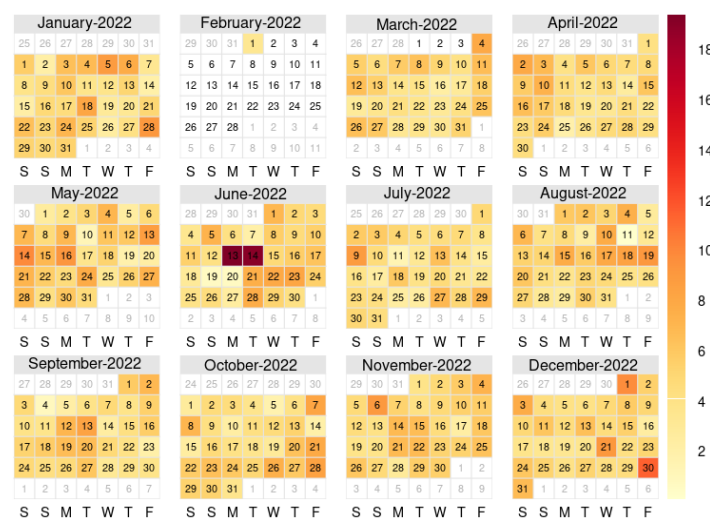 January-2022
25 26 27 28 29 30 31
1 2 3 4 5 6 7
8 9 10 11 12 13 14
15 16 17 18 19 20 21
22 23 24 25 26 27 28
29 30 31 1 2 3 4
S S M T W T F
February-2022
29 30 31 1 2 3 4
5 6 7 8 9 10 11
12 13 14 15 16 17 18
19 20 21 22 23 24 25
26 27 28 1 2 3 4
5 6 7 8 9 10 11
S S M T W T F
March-2022
26 27 28 1 2 3 4
5 6 7 8 9 10 11
12 13 14 15 16 17 18
19 20 21 22 23 24 25
26 27 28 29 30 31 1
S S M T W T F
April-2022
26 27 28 29 30 31 1
2 3 4 5 6 7 8
9 10 11 12 13 14 15
16 17 18 19 20 21 22
23 24 25 26 27 28 29
30 1 2 3 4 5 6
S S M T W T F
May-2022
30 1 2 3 4 5 6
7 8 9 10 11 12 13
14 15 16 17 18 19 20
21 22 23 24 25 26 27
28 29 30 31 1 2 3
4 5 6 7 8 9 10
S S M T W T F
June-2022
28 29 30 31 1 2 3
4 5 6 7 8 9 10
11 12 13 14 15 16 17
18 19 20 21 22 23 24
25 26 27 28 29 30 1
2 3 4 5 6 7 8
S S M T W T F
July-2022
25 26 27 28 29 30 1
2 3 4 5 6 7 8
9 10 11 12 13 14 15
16 17 18 19 20 21 22
23 24 25 26 27 28 29
30 31 1 2 3 4 5
S S M T W T F
August-2022
30 31 1 2 3 4 5
6 7 8 9 10 11 12
13 14 15 16 17 18 19
20 21 22 23 24 25 26
27 28 29 30 31 1 2
3 4 5 6 7 8 9
S S M T W T F
September-2022
27 28 29 30 31 1 2
3 4 5 6 7 8 9
10 11 12 13 14 15 16
17 18 19 20 21 22 23
24 25 26 27 28 29 30
1 2 3 4 5 6 7
S S M T W T F
October-2022
24 25 26 27 28 29 30
1 2 3 4 5 6 7
8 9 10 11 12 13 14
15 16 17 18 19 20 21
22 23 24 25 26 27 28
29 30 31 1 2 3 4
S S M T W T F
November-2022
29 30 31 1 2 3 4
5 6 7 8 9 10 11
12 13 14 15 16 17 18
19 20 21 22 23 24 25
26 27 28 29 30 1 2
3 4 5 6 7 8 9
S S M T W T F
December-2022
26 27 28 29 30 1 2
3 4 5 6 7 8 9
10 11 12 13 14 15 16
17 18 19 20 21 22 23
24 25 26 27 28 29 30
31 1 2 3 4 5 6
S S M T W T F
18
16
14
12
10
8
6
4
2